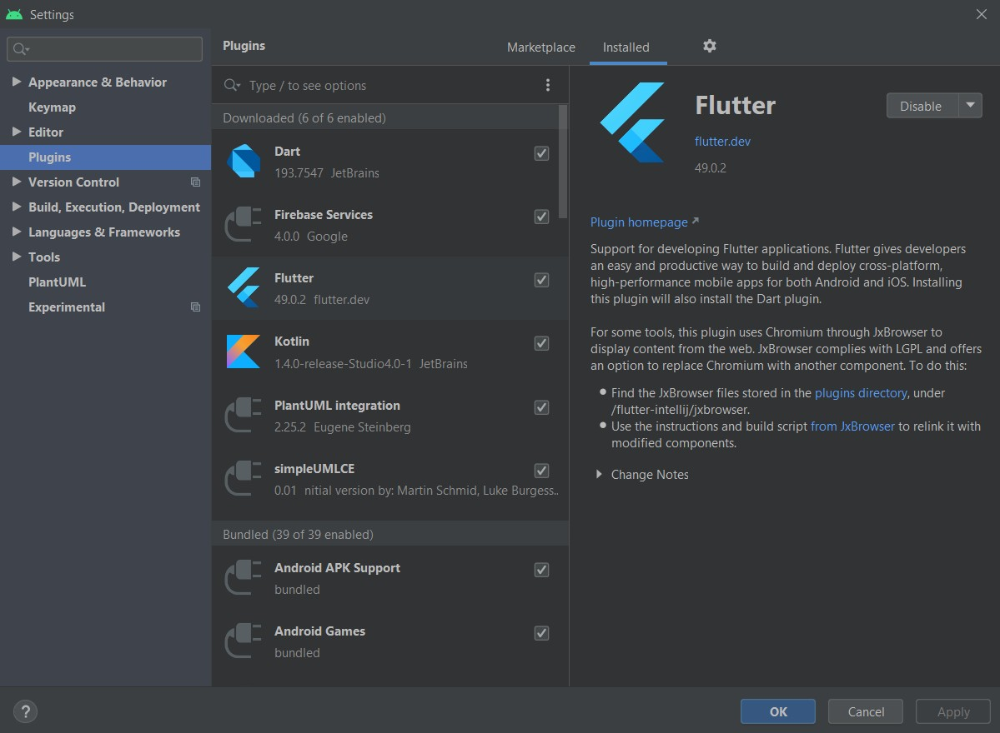 Settings
Appearance & Behavior
Keymap
Editor
Plugins
Version Control
Build, Execution, Deployment
Languages & Frameworks
Tools
PlantUML
Experimental
Plugins
Marketplace
Installed
Type / to see options
Downloaded (6 of 6 enabled)
Dart
193.7547 JetBrains
Firebase Services
4.0.0 Google
Flutter
49.0.2 flutter.dev
Kotlin
1.4.0-release-Studio4.0-1 JetBrains
PlantUML integration
2.25.2 Eugene Steinberg
simpleUMLCE
0.01 nitial version by: Martin Schmid, Luke Burgess..
Bundled (39 of 39 enabled)
Android APK Support
bundled
Android Games
bundled
Flutter
Disable
flutter.dev
49.0.2
Plugin homepage
Support for developing Flutter applications. Flutter gives developers
an easy and productive way to build and deploy cross-platform,
high-performance mobile apps for both Android and iOS. Installing
this plugin will also install the Dart plugin.
For some tools, this plugin uses Chromium through JxBrowser to
display content from the web. JxBrowser complies with LGPL and offers
an option to replace Chromium with another component. To do this:
Find the JxBrowser files stored in the plugins directory, under
/flutter-intellij/jxbrowser.
Use the instructions and build script from JxBrowser to relink it with
modified components.
Change Notes
?
OK
Cancel
Apply